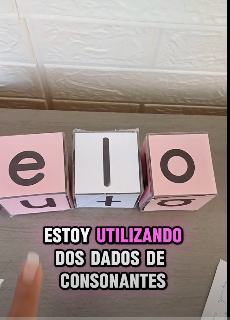 e l o
u t a
ESTOY UTILIZANDO
DOS DADOS DE
CONSONANTES